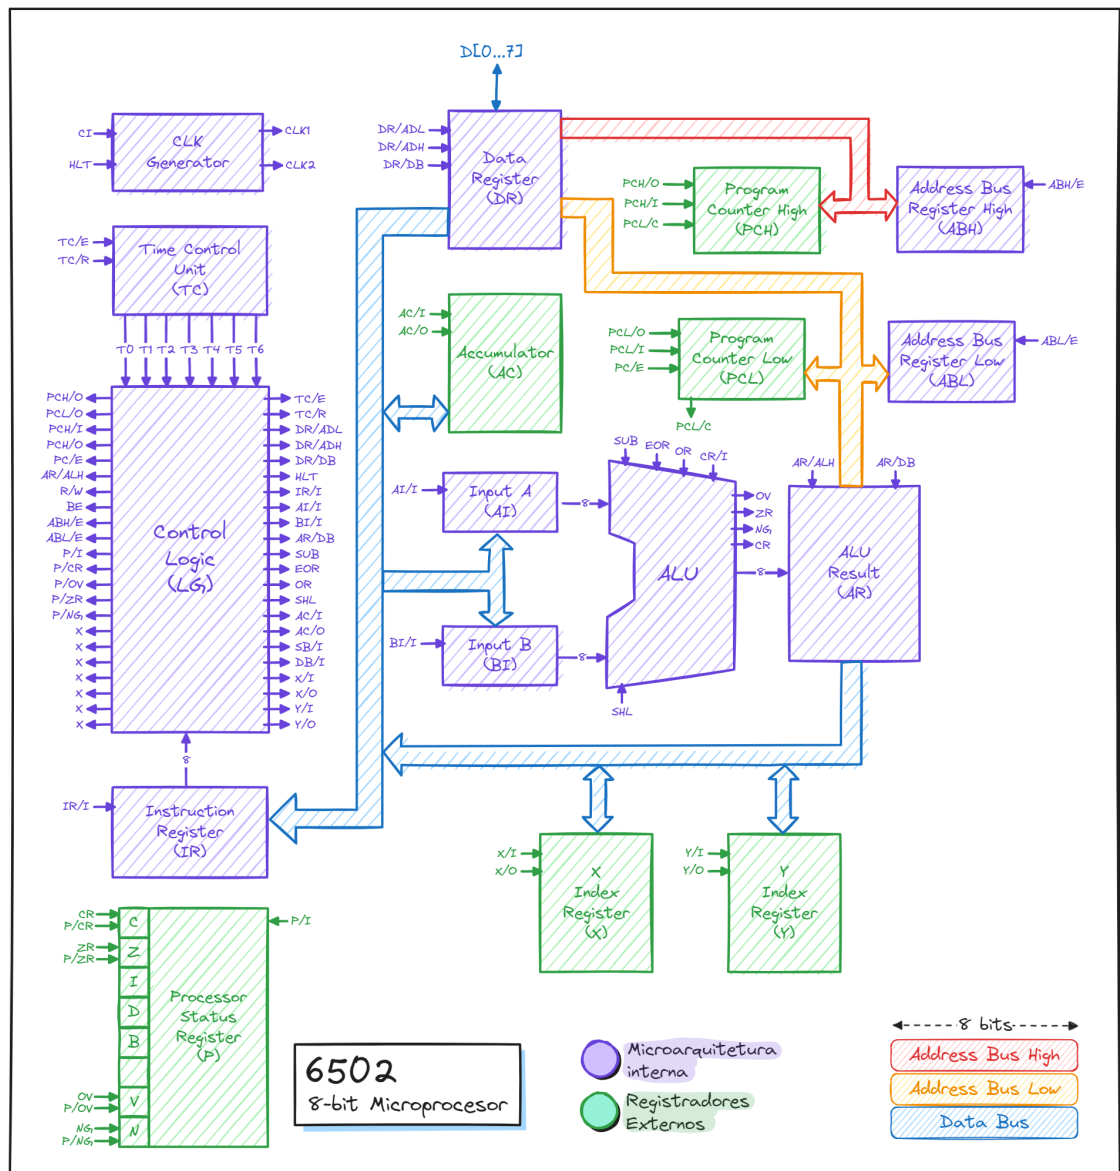 D[0...7]
CI
HLT
CLK
Generator
CLK1
CLK2
DR/ADL
DR/ADH
DR/DB
Data
Register
(DR)
PCH/O
PCH/I
PCL/C
Program
Counter High
(PCH)
Address Bus
Register High
(ABH)
ABH/E
TC/E
TC/R
Time Control
Unit
(TC)
T0 T1 T2 T3 T4 T5 T6
AC/I
AC/O
Accumulator
(AC)
PCL/O
PCL/I
PC/E
Program
Counter Low
(PCL)
PCL/C
Address Bus
Register Low
(ABL)
ABL/E
PCH/O
PCL/O
PCH/I
PCH/O
PC/E
AR/ALH
R/W
BE
ABH/E
ABL/E
P/I
P/CR
P/OV
P/ZR
P/NG
X
X
X
X
X
X
X
Control
Logic
(LG)
TC/E
TC/R
DR/ADL
DR/ADH
DR/DB
HLT
IR/I
AI/I
BI/I
AR/DB
SUB
EOR
OR
SHL
AC/I
AC/O
SB/I
DB/I
X/I
X/O
Y/I
Y/O
AI/I
Input A
(AI)
8
BI/I
Input B
(BI)
8
SUB
EOR
OR
CR/I
ALU
SHL
OV
ZR
NG
CR
8
AR/ALH
AR/DB
ALU
Result
(AR)
8
IR/I
Instruction
Register
(IR)
X/I
X/O
X
Index
Register
(X)
Y/I
Y/O
Y
Index
Register
(Y)
CR
P/CR
ZR
P/ZR
OV
P/OV
NG
P/NG
C
Z
I
D
B
V
N
Processor
Status
Register
(P)
P/I
6502
8-bit Microprocesor
Microarquitetura
interna
Registradores
Externos
8 bits
Address Bus High
Address Bus Low
Data Bus